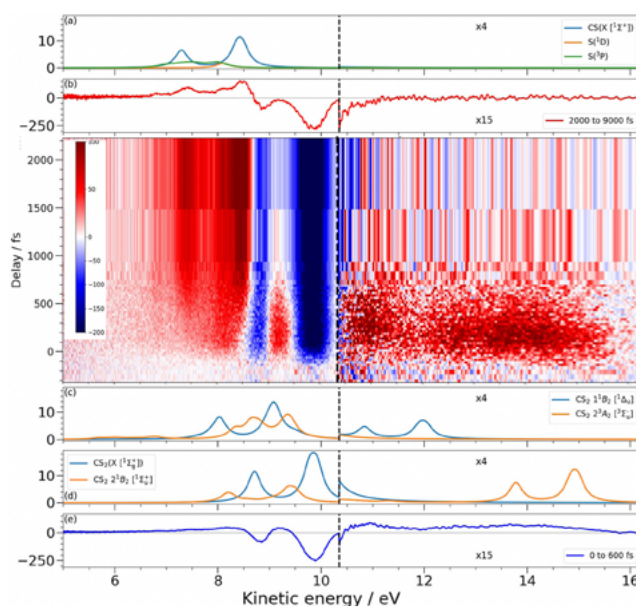 (a)
x4
CS(X [¹Σ⁺])
S(¹D)
S(³P)
10
0
(b)
0
−250
x15
2000 to 9000 fs
Delay / fs
2000
1500
1000
500
0
100
50
0
−50
−100
−150
−200
(c)
x4
CS₂ 1¹B₂ [¹Δᵤ]
CS₂ 2³A₂ [³Σᵤ]
10
0
CS₂(X [¹Σ⁺g])
CS₂ 2¹B₂ [¹Σ⁺ᵤ]
x4
10
0
(d)
(e)
0
−250
x15
0 to 600 fs
6 8 10 12 14 16
Kinetic energy / eV